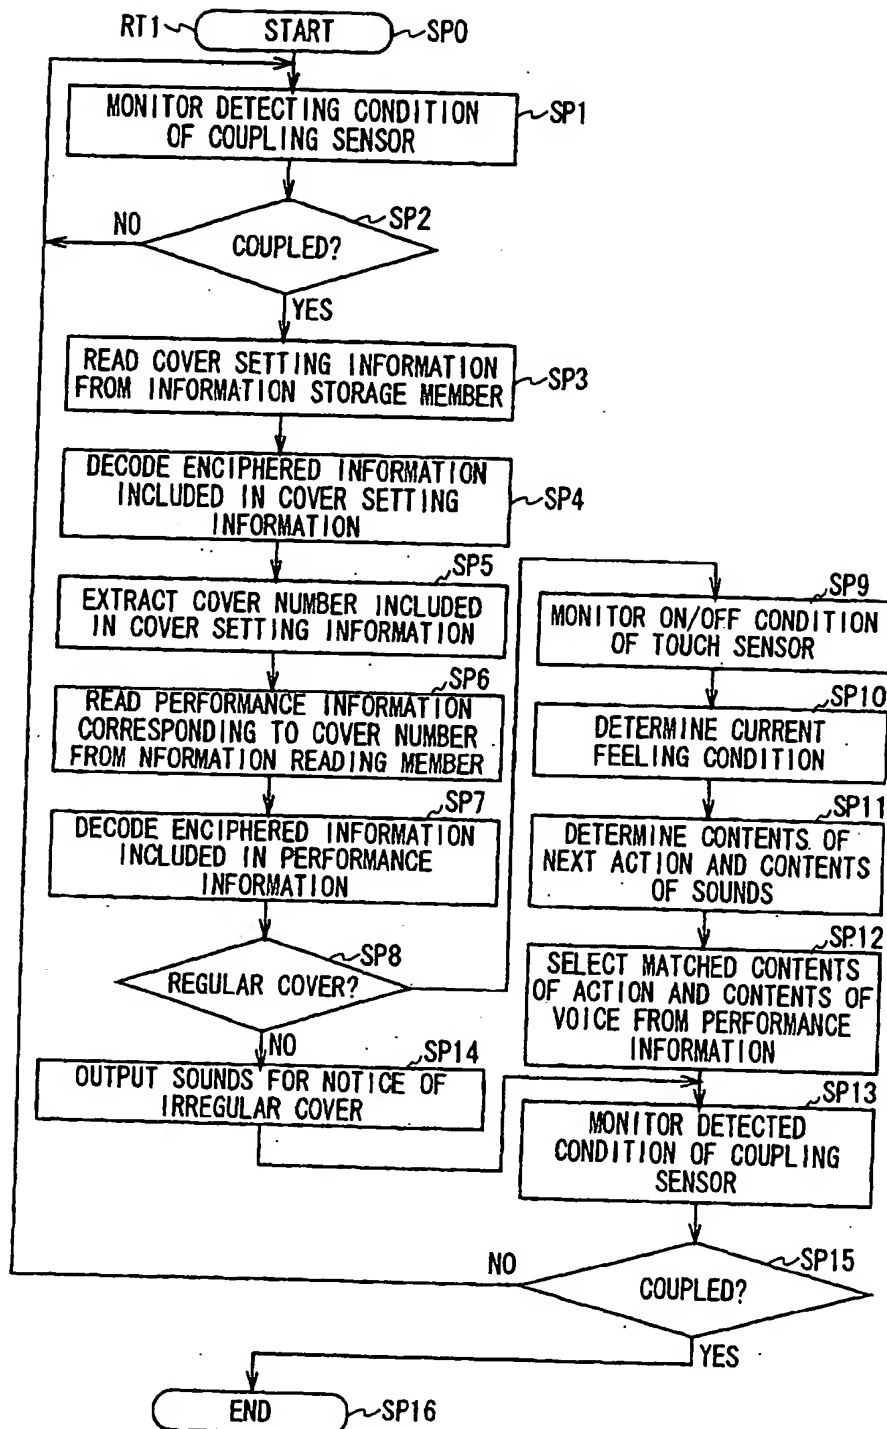 RT1 START SP0
MONITOR DETECTING CONDITION
OF COUPLING SENSOR
SP1
SP2
NO
COUPLED?
YES
READ COVER SETTING INFORMATION
FROM INFORMATION STORAGE MEMBER
SP3
DECODE ENCIPHERED INFORMATION
INCLUDED IN COVER SETTING
INFORMATION
SP4
SP5
EXTRACT COVER NUMBER INCLUDED
IN COVER SETTING INFORMATION
SP6
READ PERFORMANCE INFORMATION
CORRESPONDING TO COVER NUMBER
FROM NFORMATION READING MEMBER
SP7
DECODE ENCIPHERED INFORMATION
INCLUDED IN PERFORMANCE
INFORMATION
SP8
REGULAR COVER?
NO
SP14
OUTPUT SOUNDS FOR NOTICE OF
IRREGULAR COVER
SP9
MONITOR ON/OFF CONDITION
OF TOUCH SENSOR
SP10
DETERMINE CURRENT
FEELING CONDITION
SP11
DETERMINE CONTENTS OF
NEXT ACTION AND CONTENTS
OF SOUNDS
SP12
SELECT MATCHED CONTENTS
OF ACTION AND CONTENTS OF
VOICE FROM PERFORMANCE
INFORMATION
SP13
MONITOR DETECTED
CONDITION OF COUPLING
SENSOR
NO
SP15
COUPLED?
YES
END SP16